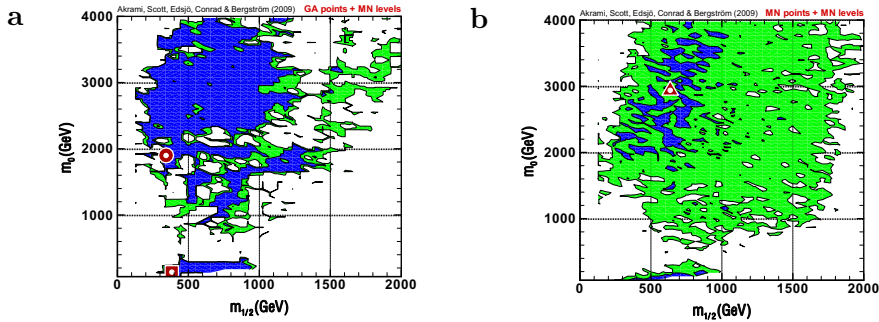 a
Akrami, Scott, Edsjö, Conrad & Bergström (2009) GA points + MN levels
4000
3000
2000
1000
m0(GeV)
0 500 1000 1500 2000
m1/2(GeV)
b
Akrami, Scott, Edsjö, Conrad & Bergström (2009) MN points + MN levels
4000
3000
2000
1000
m0(GeV)
0 500 1000 1500 2000
m1/2(GeV)